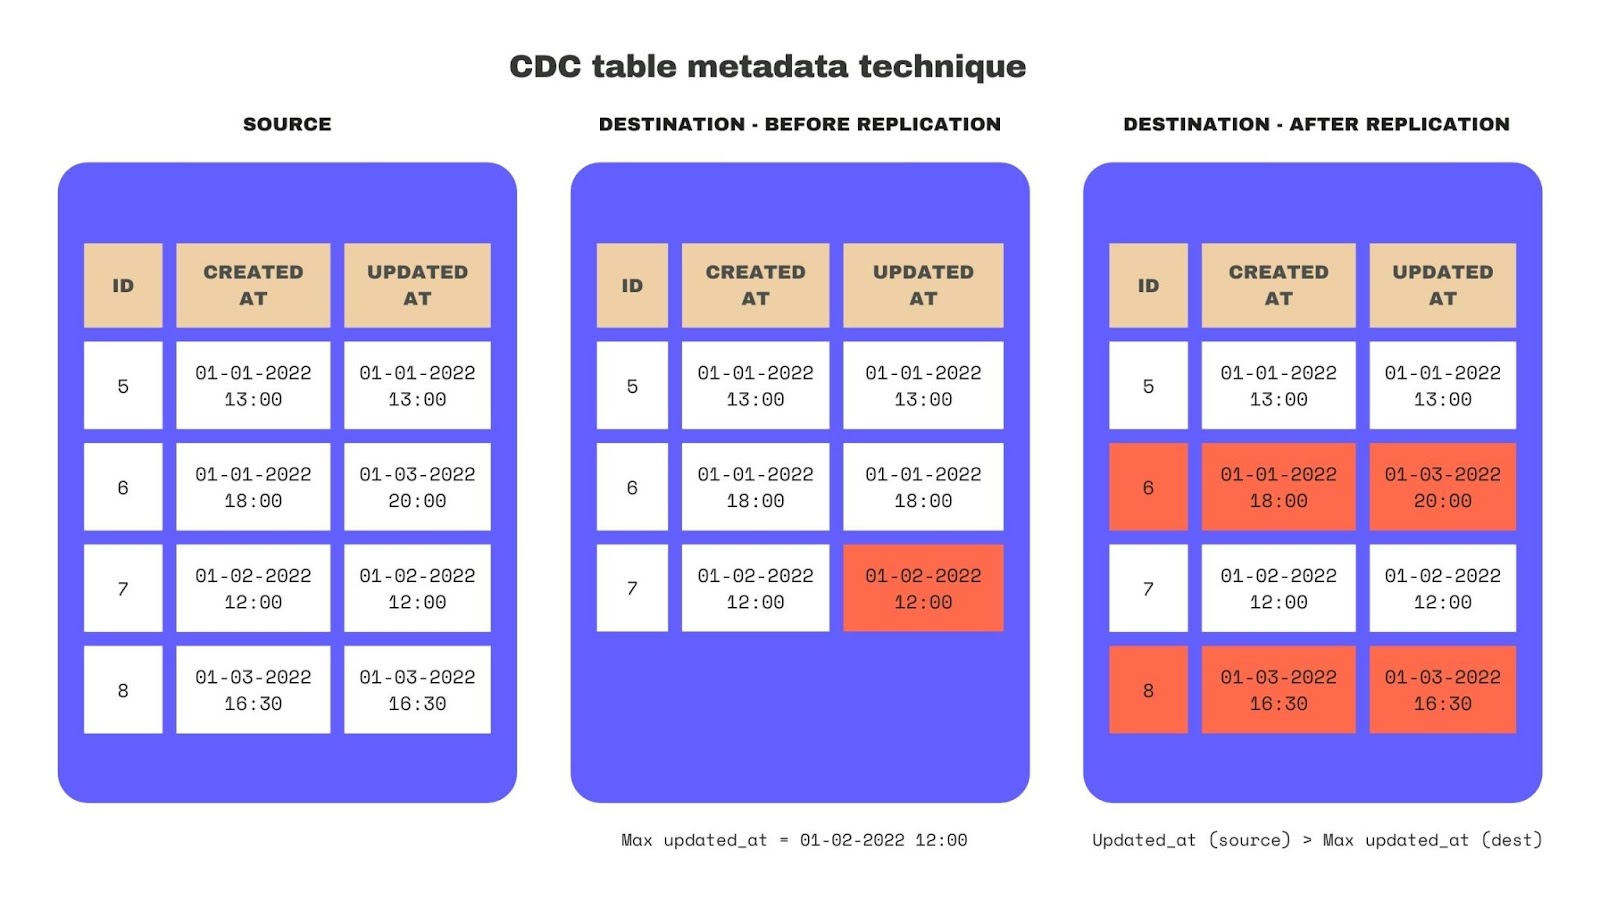 CDC table metadata technique
SOURCE
ID
CREATED
AT
UPDATED
AT
5
01-01-2022
13:00
01-01-2022
13:00
6
01-01-2022
18:00
01-03-2022
20:00
7
01-02-2022
12:00
01-02-2022
12:00
8
01-03-2022
16:30
01-03-2022
16:30
DESTINATION - BEFORE REPLICATION
ID
CREATED
AT
UPDATED
AT
5
01-01-2022
13:00
01-01-2022
13:00
6
01-01-2022
18:00
01-01-2022
18:00
7
01-02-2022
12:00
01-02-2022
12:00
Max updated_at = 01-02-2022 12:00
DESTINATION - AFTER REPLICATION
ID
CREATED
AT
UPDATED
AT
5
01-01-2022
13:00
01-01-2022
13:00
6
01-01-2022
18:00
01-03-2022
20:00
7
01-02-2022
12:00
01-02-2022
12:00
8
01-03-2022
16:30
01-03-2022
16:30
Updated_at (source) > Max updated_at (dest)